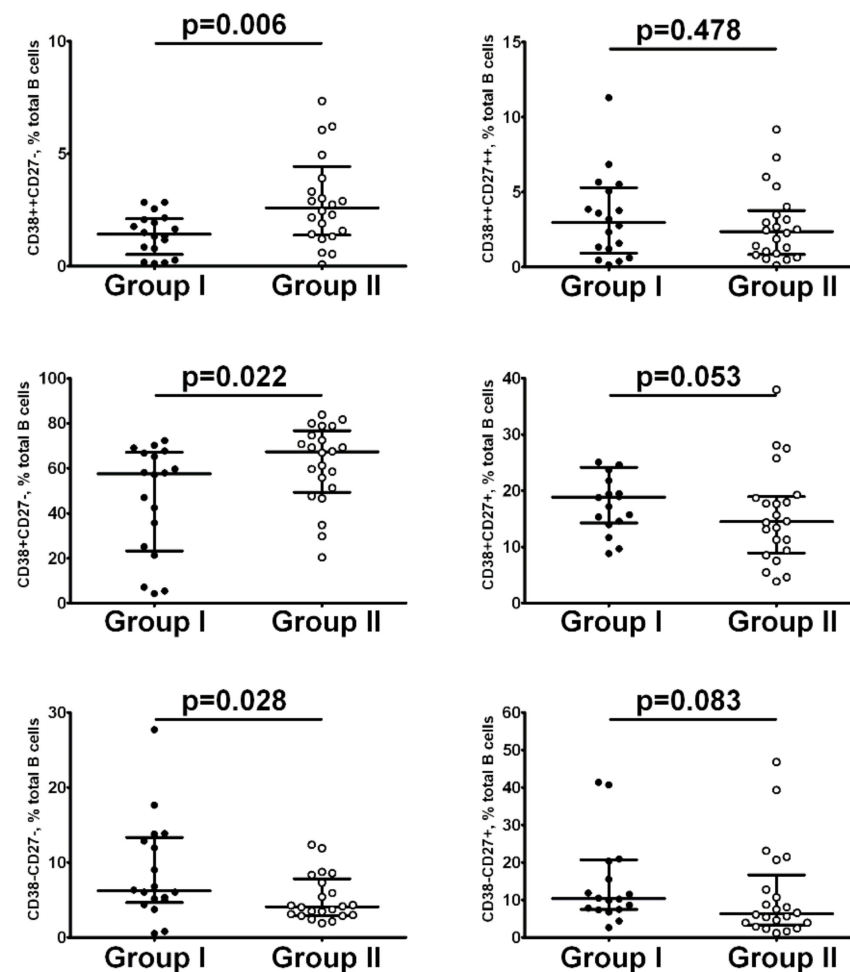 p=0.006
CD38++CD27-, % total B cells
10
5
0
Group I Group II
p=0.478
CD38++CD27++, % total B cells
15
10
5
0
Group I Group II
p=0.022
CD38+CD27-, % total B cells
100
80
60
40
20
0
Group I Group II
p=0.053
CD38+CD27+, % total B cells
40
30
20
10
0
Group I Group II
p=0.028
CD38-CD27-, % total B cells
30
20
10
0
Group I Group II
p=0.083
CD38-CD27+, % total B cells
60
50
40
30
20
10
0
Group I Group II